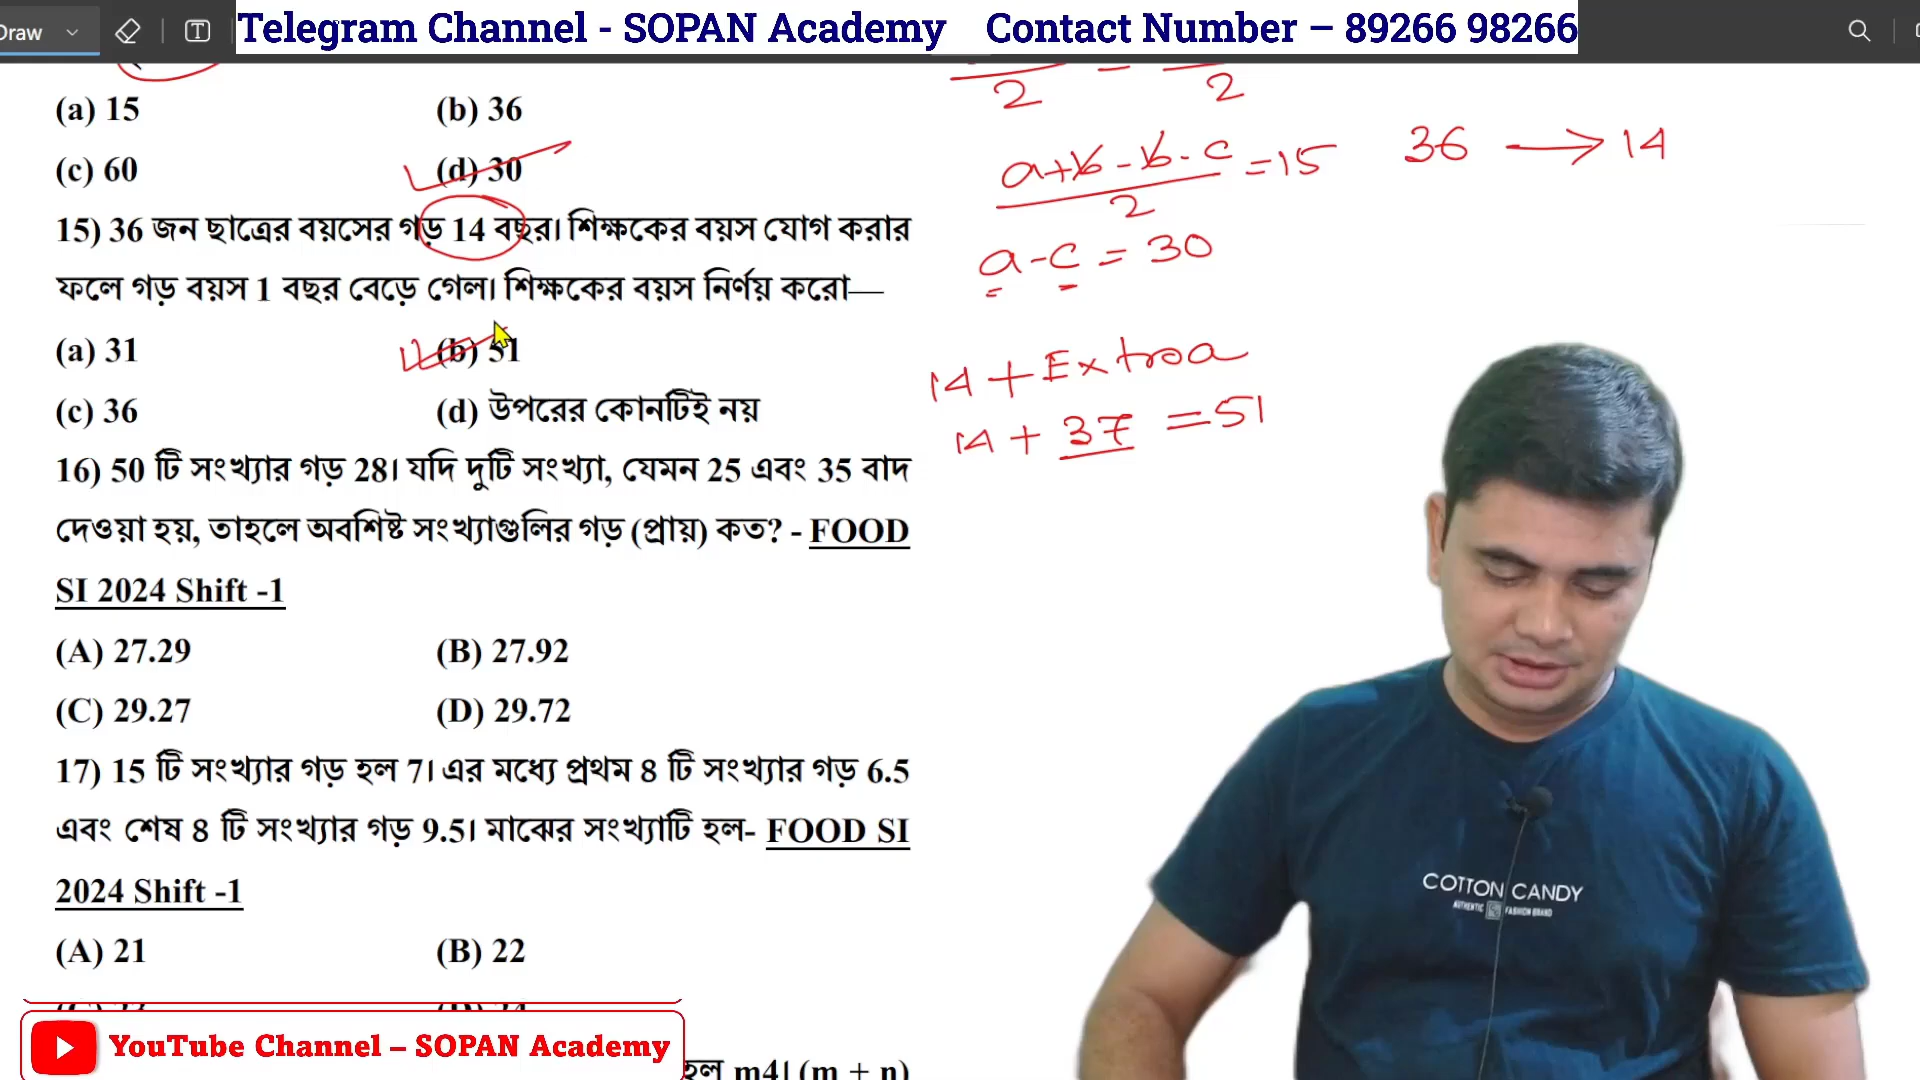 Draw
Telegram Channel - SOPAN Academy Contact Number – 89266 98266
(a) 15 (b) 36
(c) 60 (d) 30
15) 36 জন ছাত্রের বয়সের গড় 14 বছর। শিক্ষকের বয়স যোগ করার
ফলে গড় বয়স 1 বছর বেড়ে গেল। শিক্ষকের বয়স নির্ণয় করো—
(a) 31 (b) 51
(c) 36 (d) উপরের কোনটিই নয়
16) 50 টি সংখ্যার গড় 28। যদি দুটি সংখ্যা, যেমন 25 এবং 35 বাদ
দেওয়া হয়, তাহলে অবশিষ্ট সংখ্যাগুলির গড় (প্রায়) কত? - FOOD
SI 2024 Shift -1
(A) 27.29 (B) 27.92
(C) 29.27 (D) 29.72
17) 15 টি সংখ্যার গড় হল 7। এর মধ্যে প্রথম 8 টি সংখ্যার গড় 6.5
এবং শেষ 8 টি সংখ্যার গড় 9.5। মাঝের সংখ্যাটি হল- FOOD SI
2024 Shift -1
(A) 21 (B) 22
হল m4। (m + n)
YouTube Channel – SOPAN Academy
2 = 2
a+b-b-c = 15
2
a-c = 30
36 → 14
14 + Extra
14 + 37 = 51
COTTON CANDY
AUTHENTIC FASHION BRAND